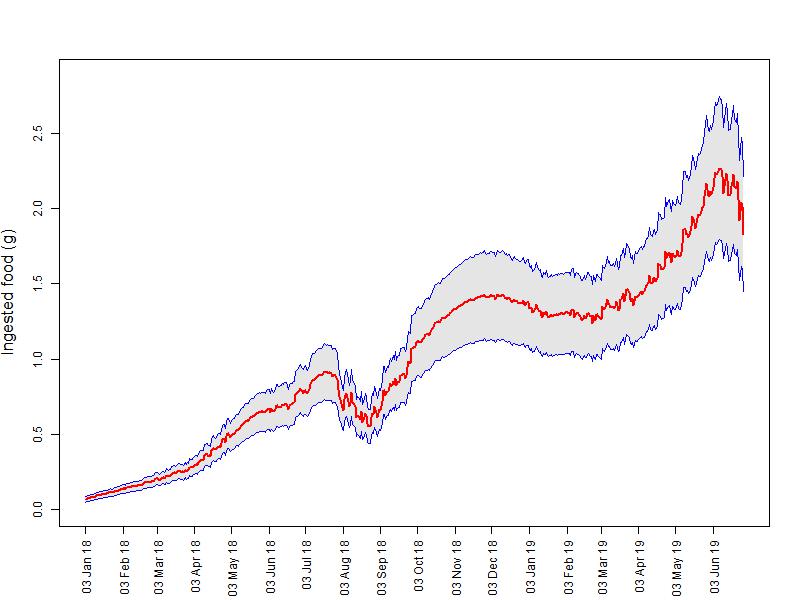 Ingested food (g)
2.5
2.0
1.5
1.0
0.5
0.0
03 Jan 18
03 Feb 18
03 Mar 18
03 Apr 18
03 May 18
03 Jun 18
03 Jul 18
03 Aug 18
03 Sep 18
03 Oct 18
03 Nov 18
03 Dec 18
03 Jan 19
03 Feb 19
03 Mar 19
03 Apr 19
03 May 19
03 Jun 19